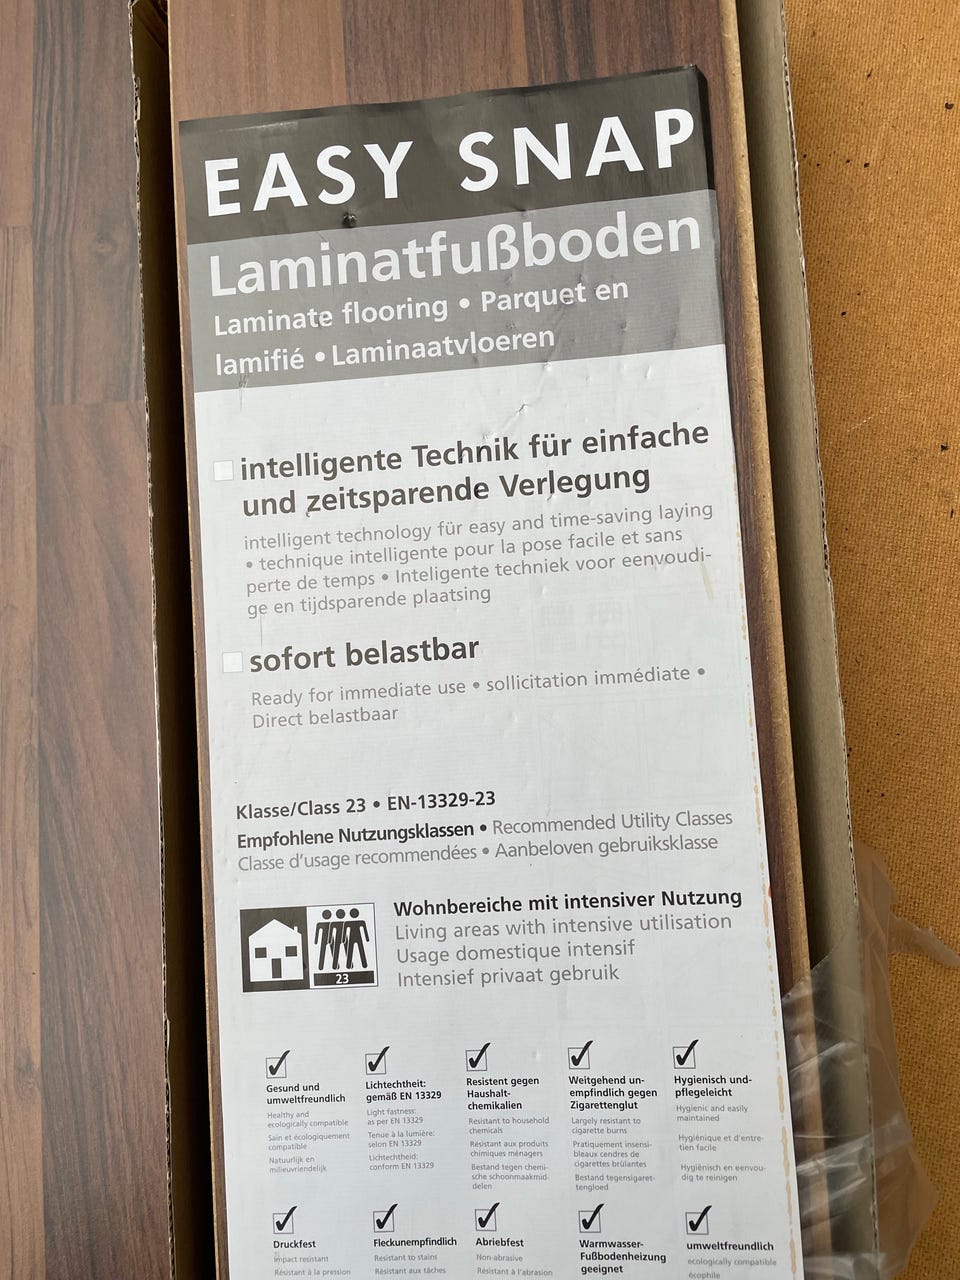 EASY SNAP
Laminatfußboden
Laminate flooring • Parquet en
lamifié • Laminaatvloeren
intelligente Technik für einfache
und zeitsparende Verlegung
intelligent technology für easy and time-saving laying
• technique intelligente pour la pose facile et sans
perte de temps • Inteligente techniek voor eenvoudi-
ge en tijdsparende plaatsing
sofort belastbar
Ready for immediate use • sollicitation immédiate •
Direct belastbaar
Klasse/Class 23 • EN-13329-23
Empfohlene Nutzungsklassen • Recommended Utility Classes
Classe d'usage recommendées • Aanbeloven gebruiksklasse
23
Wohnbereiche mit intensiver Nutzung
Living areas with intensive utilisation
Usage domestique intensif
Intensief privaat gebruik
Gesund und
umweltfreundlich
Healthy and
ecologically compatible
Sain et écologiquement
compatible
Natuurlijk en
milieuvriendelijk
Lichtechtheit:
gemäß EN 13329
Light fastness:
as per EN 13329
Tenue à la lumière:
selon EN 13329
Lichtechtheid:
conform EN 13329
Resistent gegen
Haushalt-
chemikalien
Resistant to household
chemicals
Résistant aux produits
chimiques ménagers
Bestand tegen chemi-
sche schoonmaakmid-
delen
Weitgehend un-
empfindlich gegen
Zigarettenglut
Largely resistant to
cigarette burns
Pratiquement insensi-
bleaux cendres de
cigarettes brûlantes
Bestand tegensigaret-
tengloed
Hygienisch und-
pflegeleicht
Hygienic and easily
maintained
Hygiénique et d'entre-
tien facile
Hygiënisch en eenvou-
dig te reinigen
Druckfest
Impact resistant
Résistant à la pression
Fleckunempfindlich
Resistant to stains
Résistant aux tâches
Abriebfest
Non-abrasive
Résistant à l'abrasion
Warmwasser-
Fußbodenheizung
geeignet
umweltfreundlich
ecologically compatible
écophile